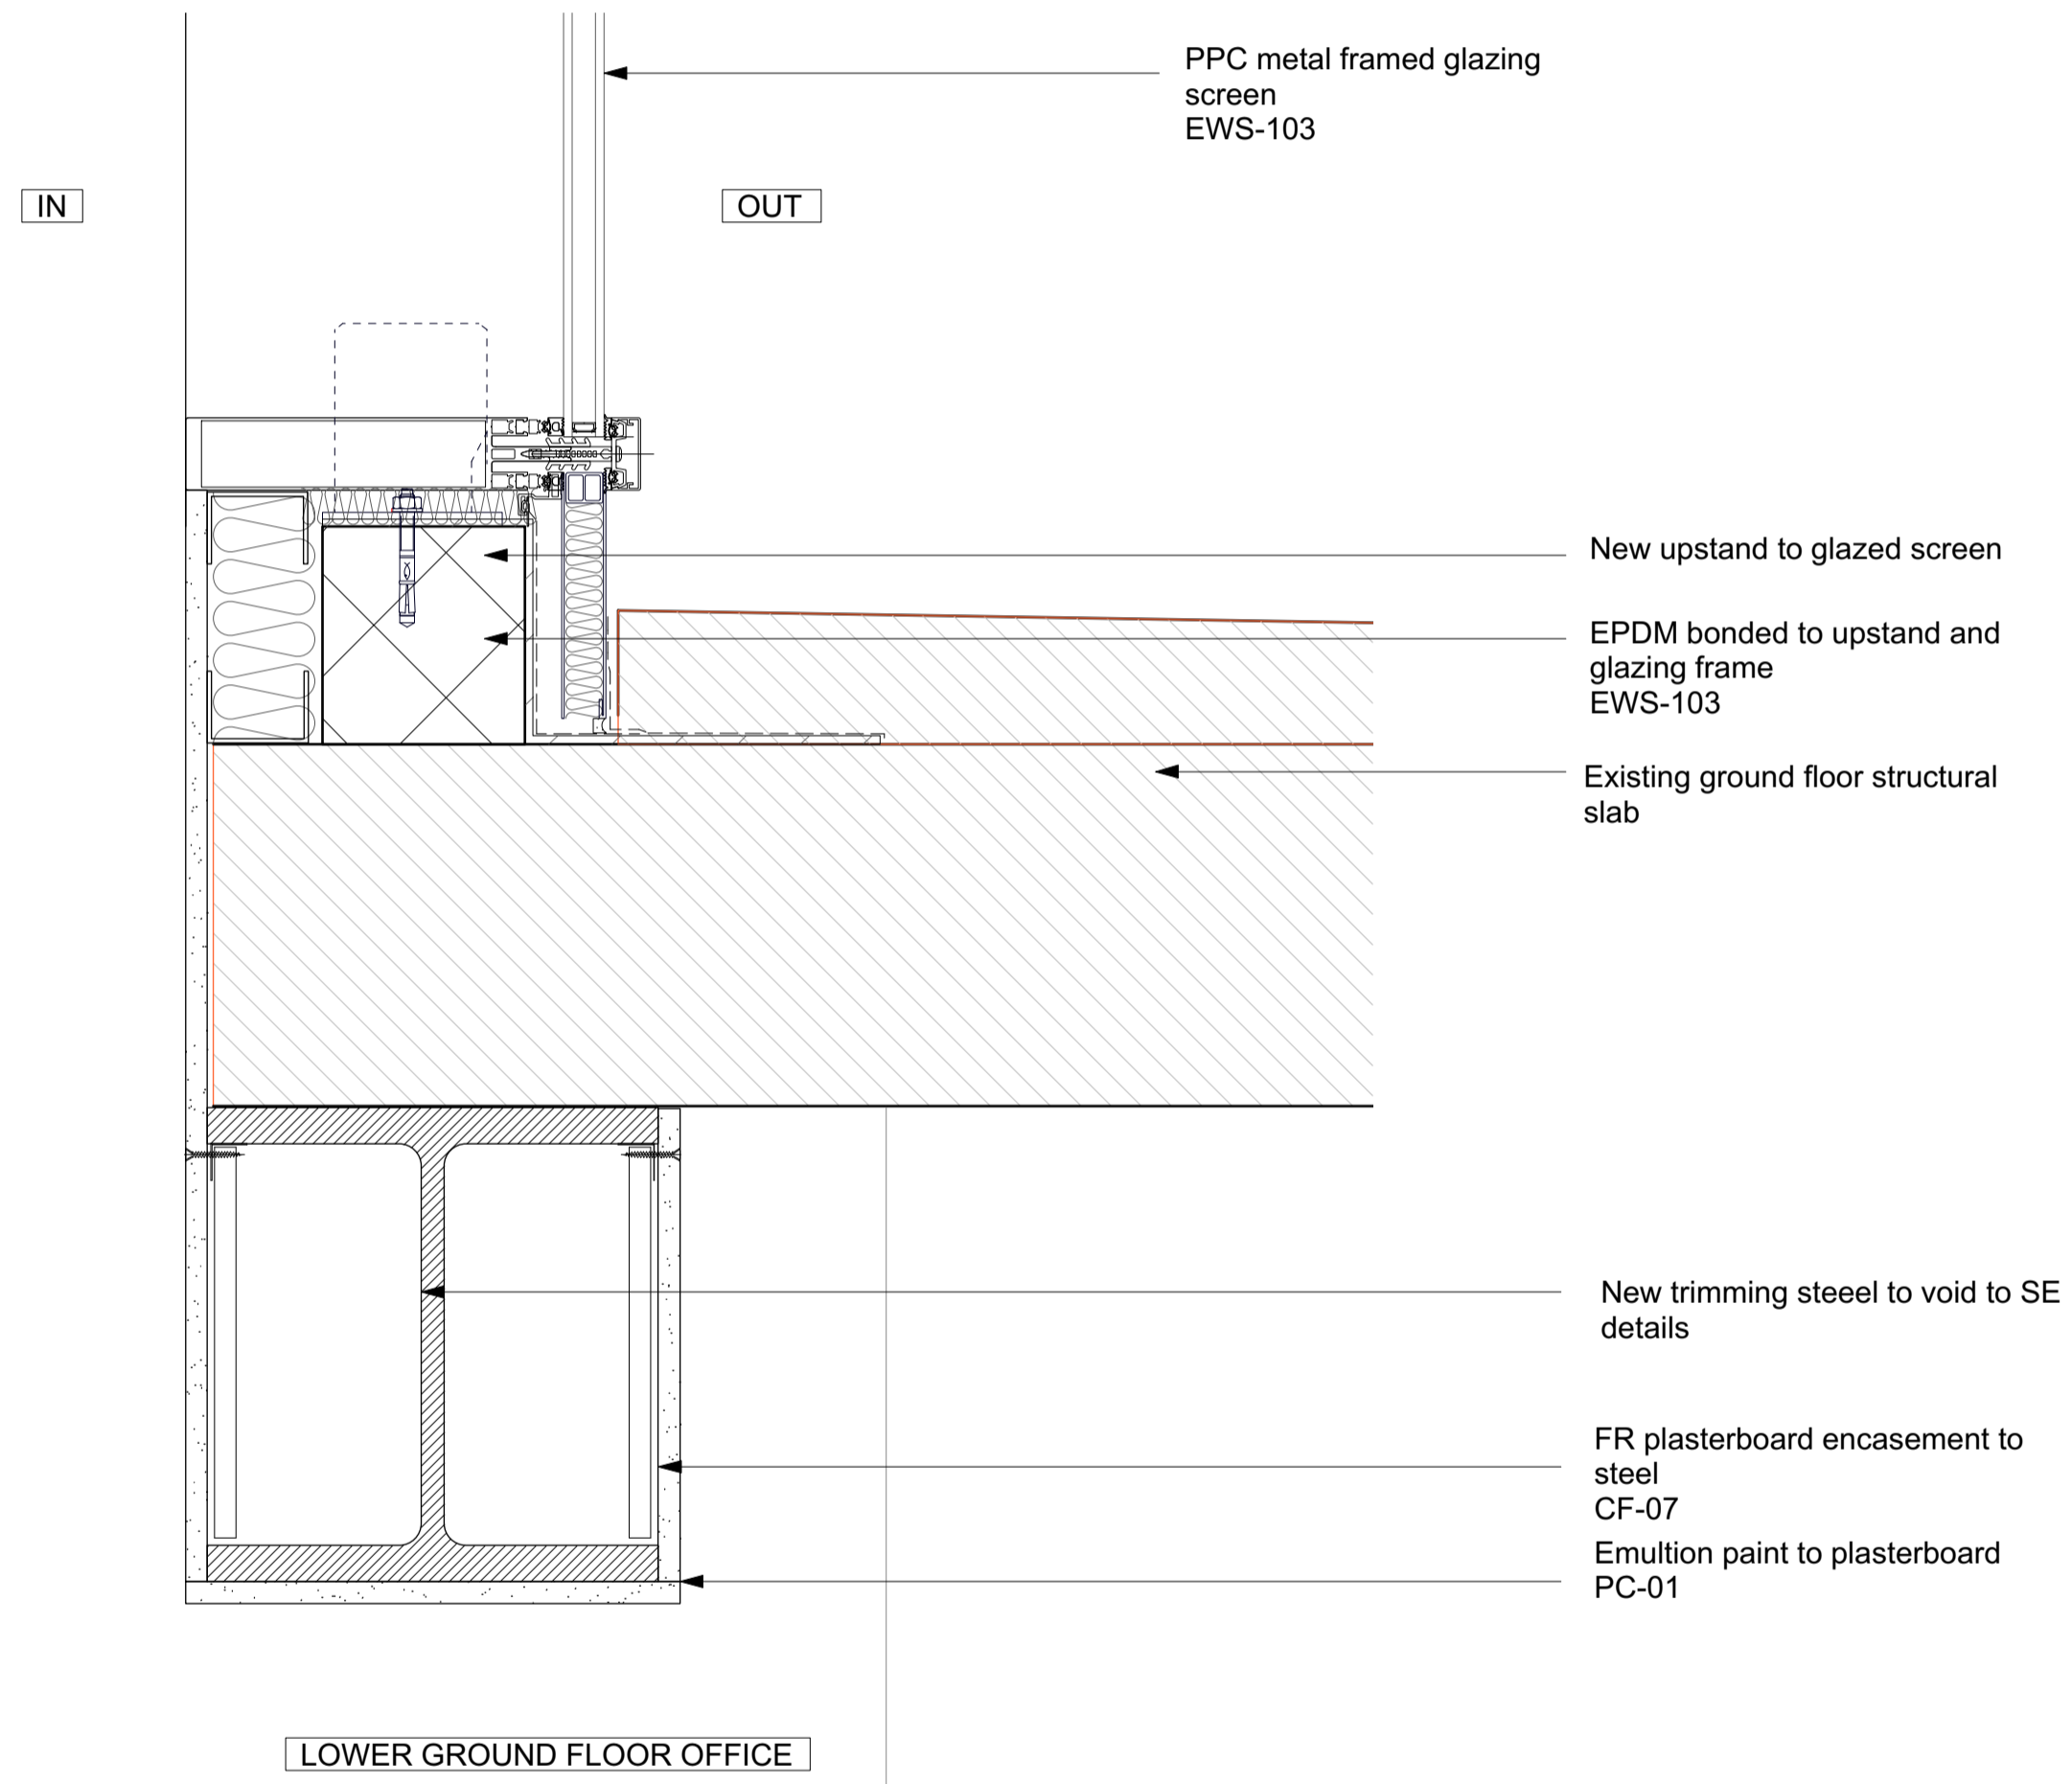 PPC metal framed glazing
screen
EWS-103
IN
OUT
New upstand to glazed screen
EPDM bonded to upstand and
glazing frame
EWS-103
Existing ground floor structural
slab
New trimming steeel to void to SE
details
FR plasterboard encasement to
steel
CF-07
Emultion paint to plasterboard
PC-01
LOWER GROUND FLOOR OFFICE